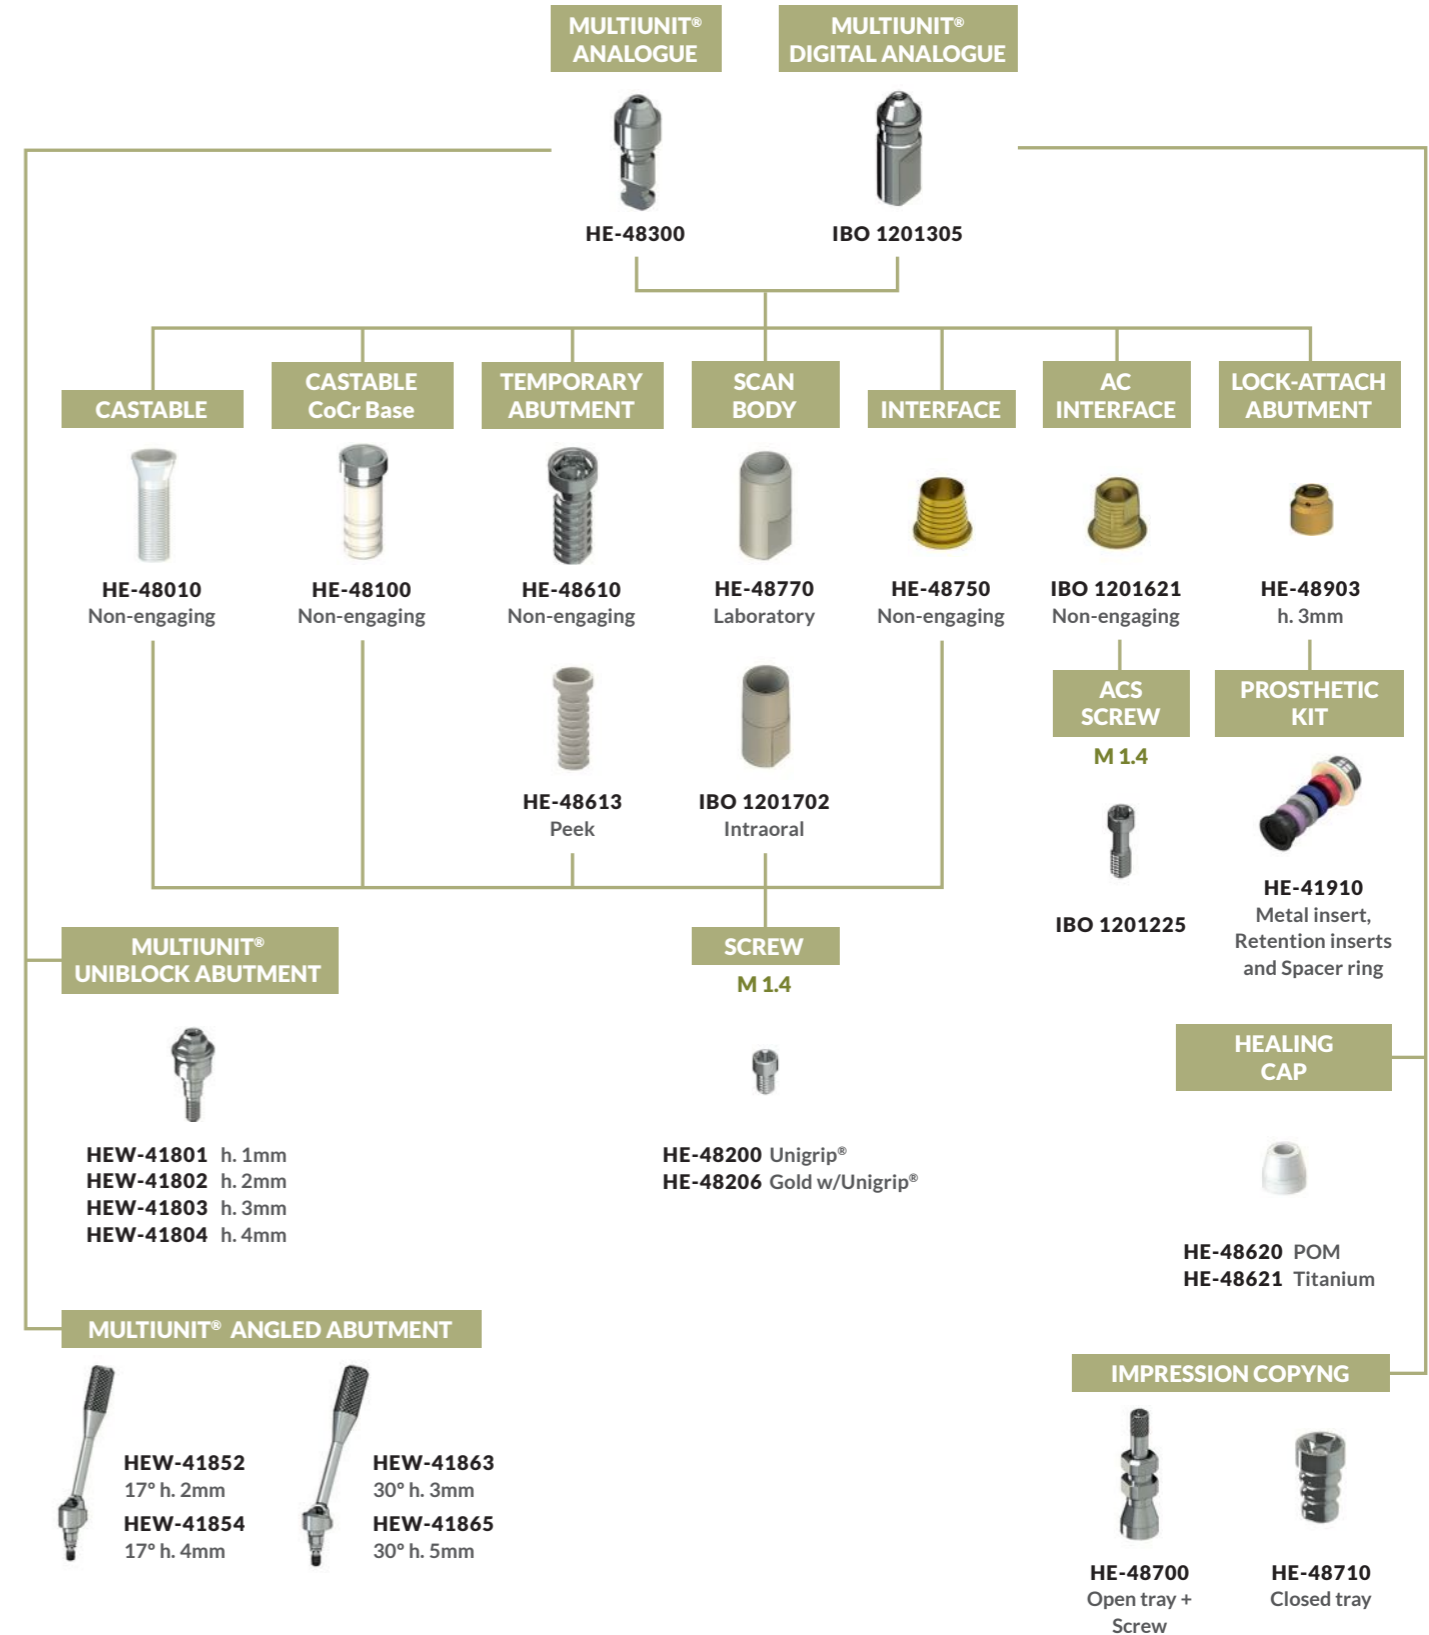 MULTIUNIT®
ANALOGUE
MULTIUNIT®
DIGITAL ANALOGUE
HE-48300
IBO 1201305
CASTABLE
CASTABLE
CoCr Base
TEMPORARY
ABUTMENT
SCAN
BODY
INTERFACE
AC
INTERFACE
LOCK-ATTACH
ABUTMENT
HE-48010
Non-engaging
HE-48100
Non-engaging
HE-48610
Non-engaging
HE-48770
Laboratory
HE-48750
Non-engaging
IBO 1201621
Non-engaging
HE-48903
h. 3mm
HE-48613
Peek
IBO 1201702
Intraoral
ACS
SCREW
M 1.4
IBO 1201225
PROSTHETIC
KIT
HE-41910
Metal insert,
Retention inserts
and Spacer ring
MULTIUNIT®
UNIBLOCK ABUTMENT
HEW-41801 h. 1mm
HEW-41802 h. 2mm
HEW-41803 h. 3mm
HEW-41804 h. 4mm
SCREW
M 1.4
HE-48200 Unigrip®
HE-48206 Gold w/Unigrip®
HEALING
CAP
HE-48620 POM
HE-48621 Titanium
MULTIUNIT® ANGLED ABUTMENT
HEW-41852
17° h. 2mm
HEW-41854
17° h. 4mm
HEW-41863
30° h. 3mm
HEW-41865
30° h. 5mm
IMPRESSION COPYNG
HE-48700
Open tray +
Screw
HE-48710
Closed tray